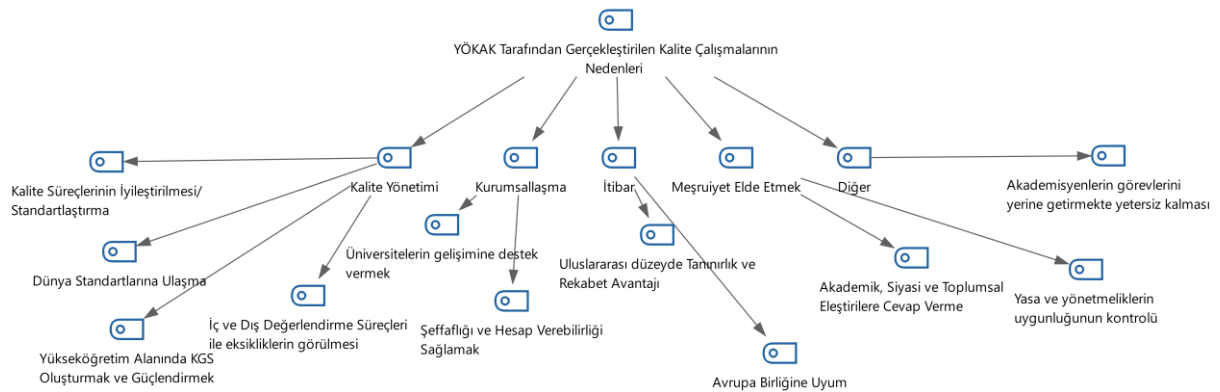 YÖKAK Tarafından Gerçekleştirilen Kalite Çalışmalarının
Nedenleri
Kalite Yönetimi
Kurumsallaşma
İtibar
Meşruiyet Elde Etmek
Diğer
Kalite Süreçlerinin İyileştirilmesi/
Standartlaştırma
Akademisyenlerin görevlerini
yerine getirmekte yetersiz kalması
Dünya Standartlarına Ulaşma
Üniversitelerin gelişimine destek
vermek
Uluslararası düzeyde Tanınırlık ve
Rekabet Avantajı
Akademik, Siyasi ve Toplumsal
Eleştirilere Cevap Verme
Yasa ve yönetmeliklerin
uygunluğunun kontrolü
Yükseköğretim Alanında KGS
Oluşturmak ve Güçlendirmek
İç ve Dış Değerlendirme Süreçleri
ile eksikliklerin görülmesi
Şeffaflığı ve Hesap Verebilirliği
Sağlamak
Avrupa Birliğine Uyum